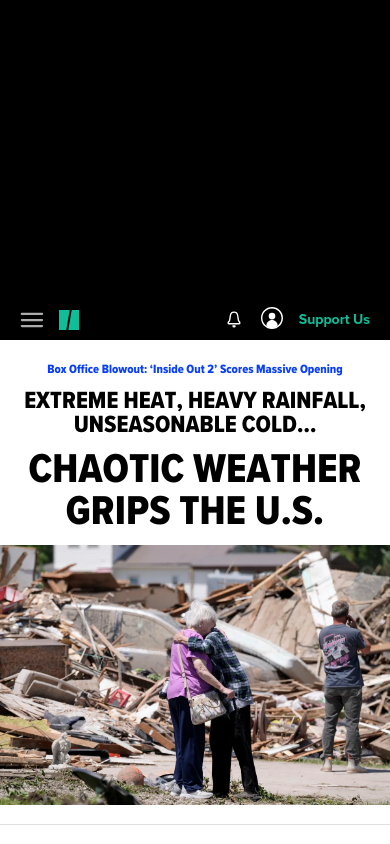 Support Us
Box Office Blowout: ‘Inside Out 2’ Scores Massive Opening
EXTREME HEAT, HEAVY RAINFALL,
UNSEASONABLE COLD...
CHAOTIC WEATHER
GRIPS THE U.S.